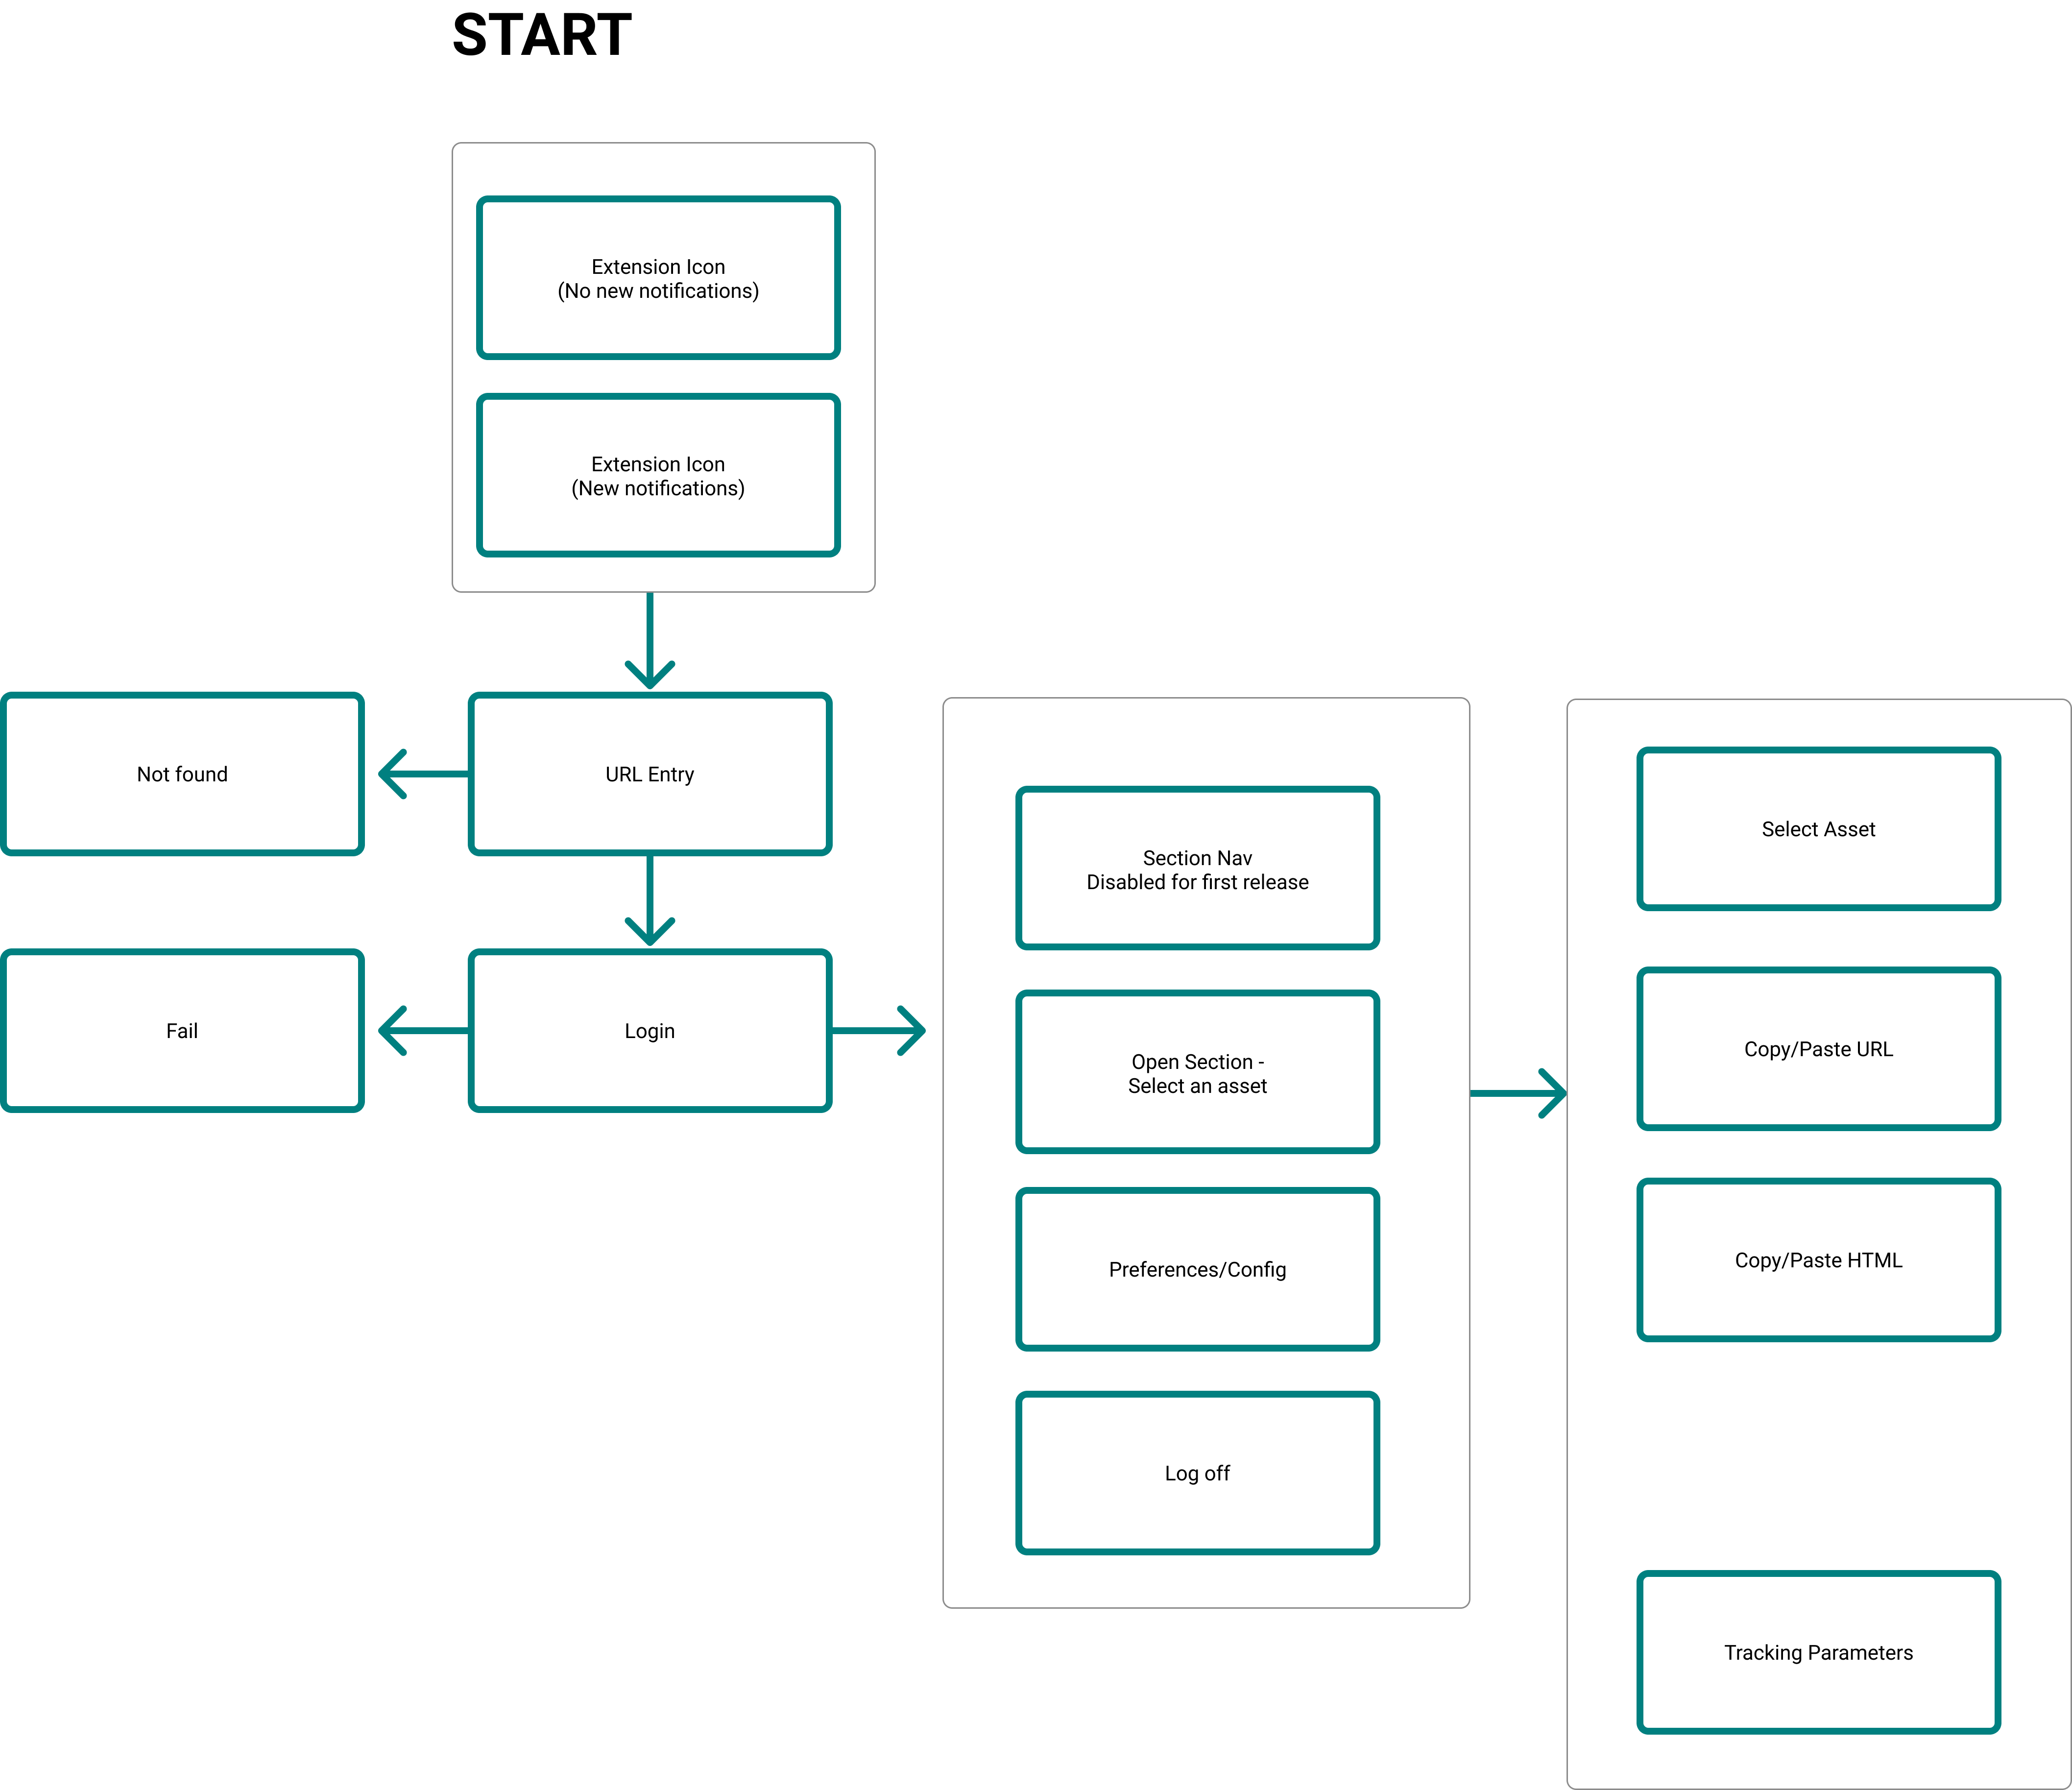 START
Extension Icon
(No new notifications)
Extension Icon
(New notifications)
Not found
URL Entry
Fail
Login
Section Nav
Disabled for first release
Open Section -
Select an asset
Preferences/Config
Log off
Select Asset
Copy/Paste URL
Copy/Paste HTML
Tracking Parameters